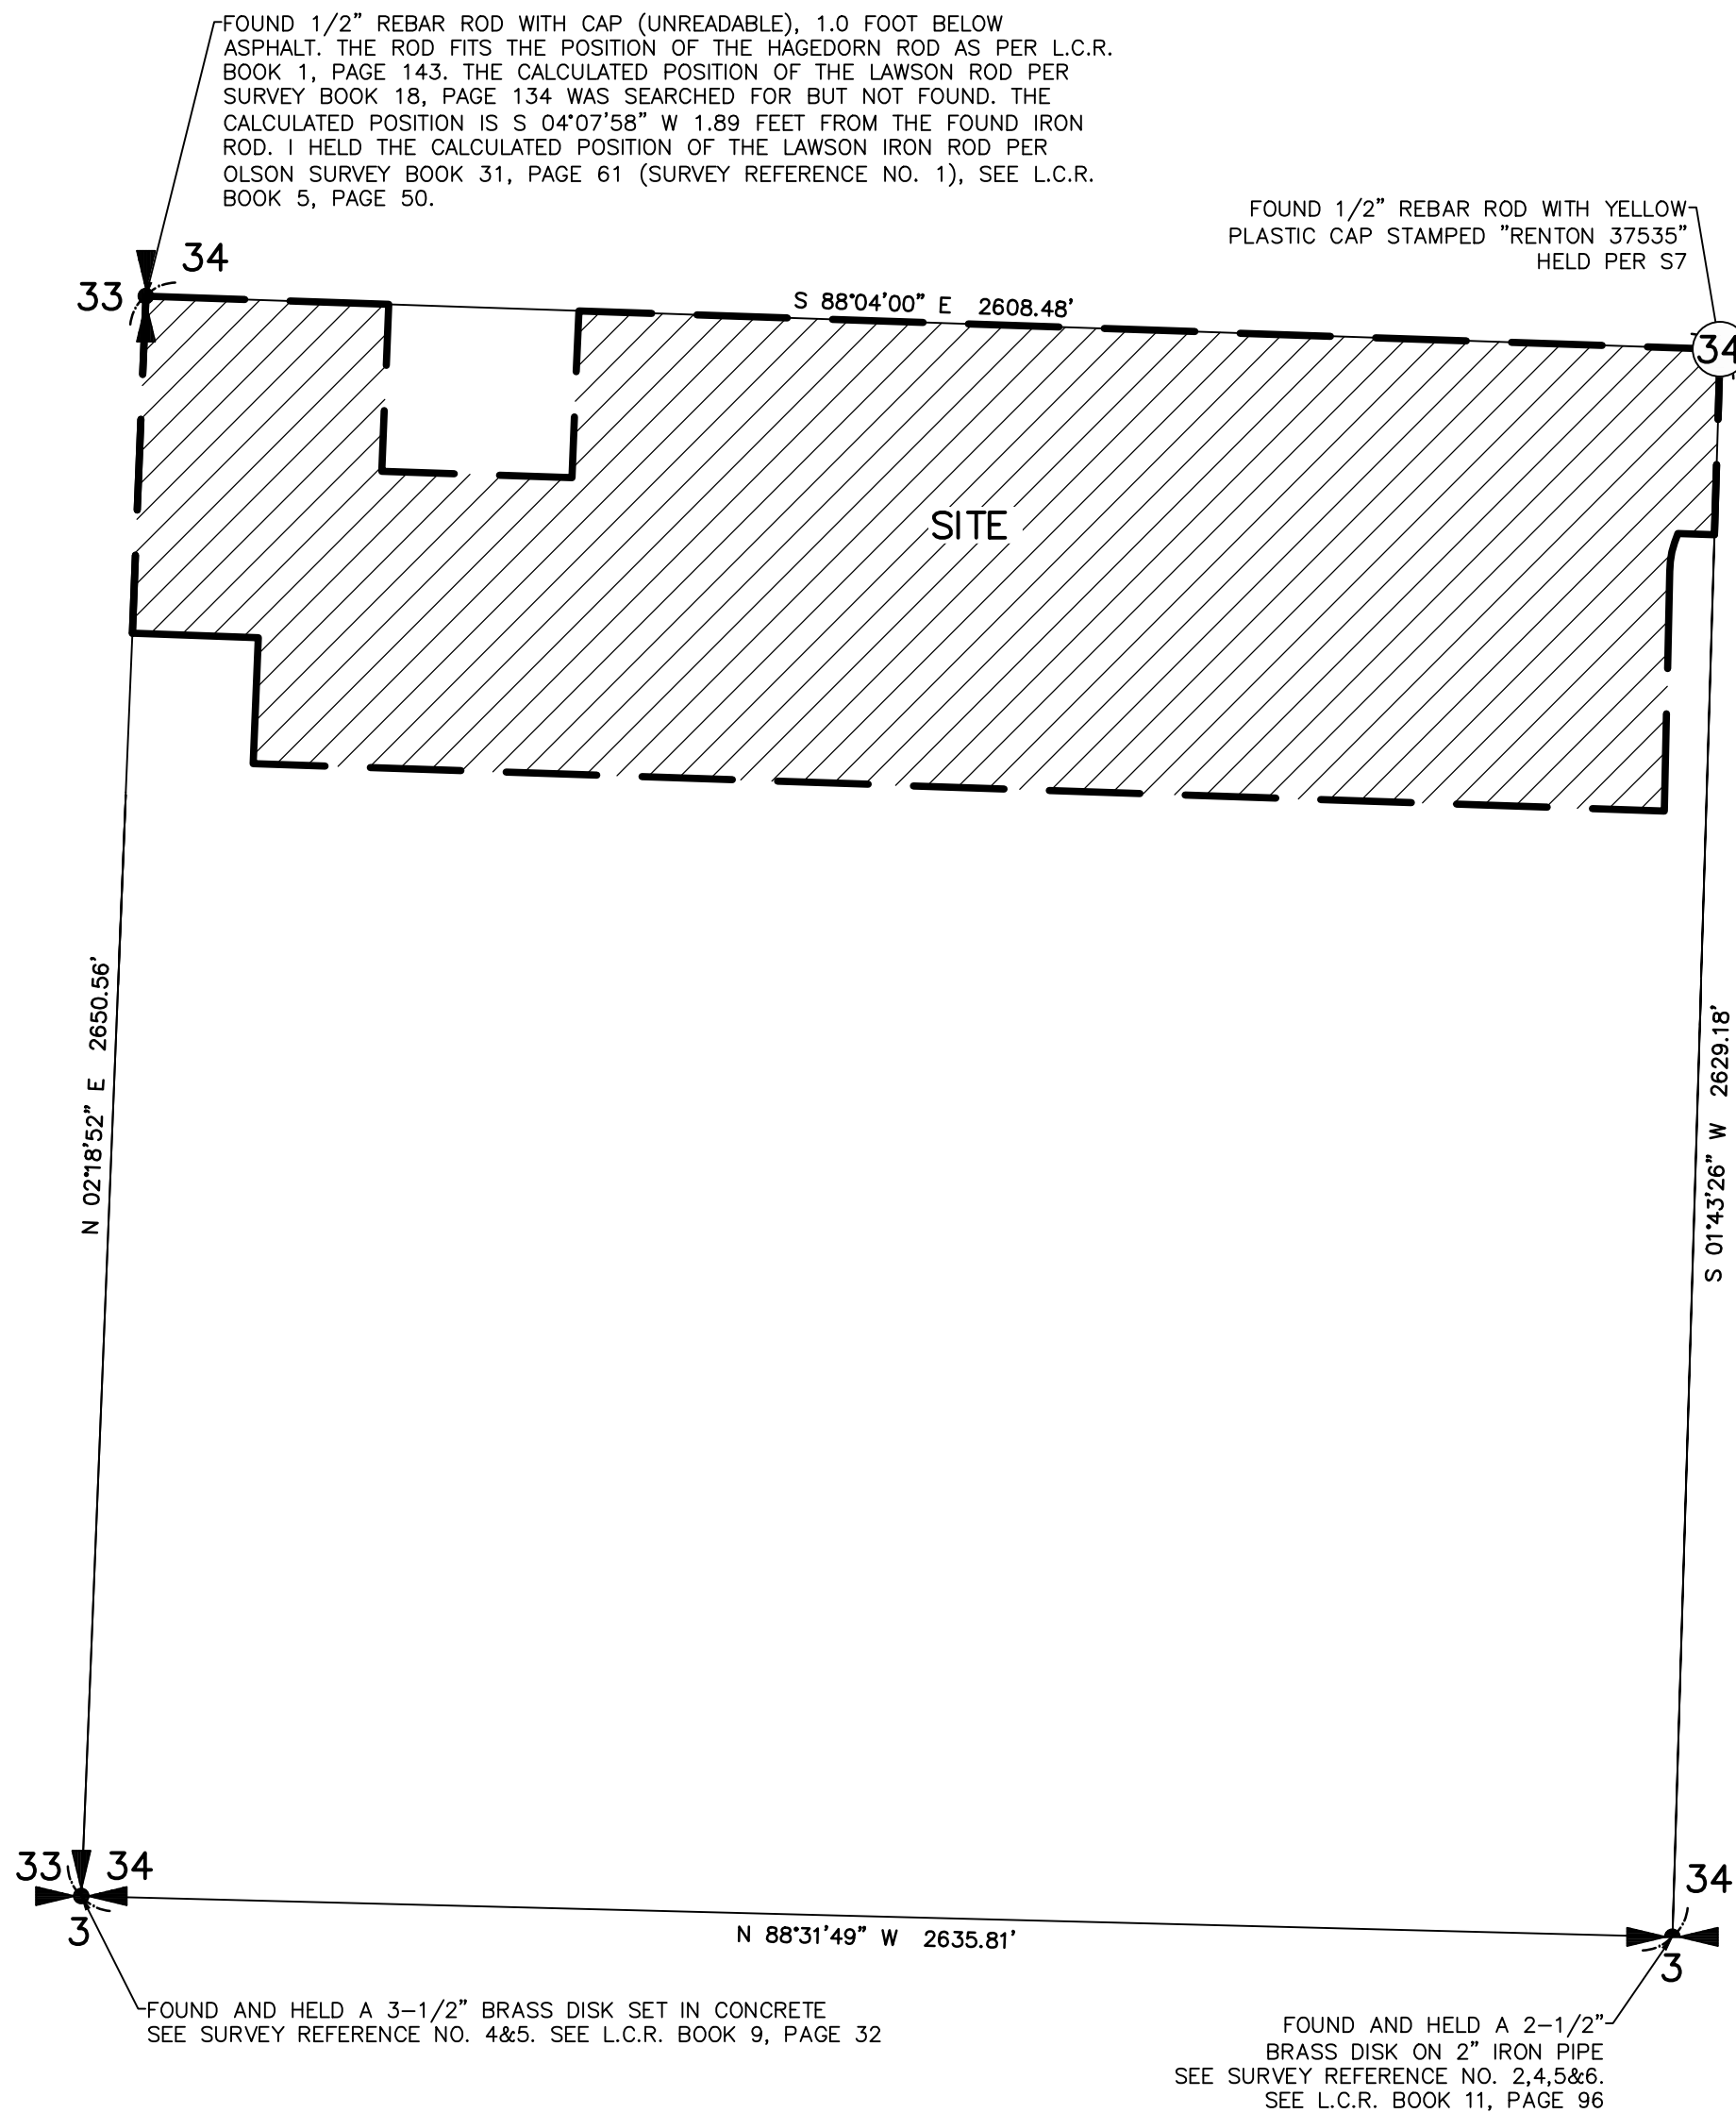 FOUND 1/2” REBAR ROD WITH CAP (UNREADABLE), 1.0 FOOT BELOW
ASPHALT. THE ROD FITS THE POSITION OF THE HAGEDORN ROD AS PER L.C.R.
BOOK 1, PAGE 143. THE CALCULATED POSITION OF THE LAWSON ROD PER
SURVEY BOOK 18, PAGE 134 WAS SEARCHED FOR BUT NOT FOUND. THE
CALCULATED POSITION IS S 04°07'58” W 1.89 FEET FROM THE FOUND IRON
ROD. I HELD THE CALCULATED POSITION OF THE LAWSON IRON ROD PER
OLSON SURVEY BOOK 31, PAGE 61 (SURVEY REFERENCE NO. 1), SEE L.C.R.
BOOK 5, PAGE 50.
FOUND 1/2” REBAR ROD WITH YELLOW
PLASTIC CAP STAMPED ”RENTON 37535”
HELD PER S7
34
33
S 88°04'00” E 2608.48'
34
SITE
N 02°18'52” E 2650.56'
S 01°43'26” W 2629.18'
33
34
3
N 88°31'49” W 2635.81'
34
3
FOUND AND HELD A 3–1/2” BRASS DISK SET IN CONCRETE
SEE SURVEY REFERENCE NO. 4&5. SEE L.C.R. BOOK 9, PAGE 32
FOUND AND HELD A 2–1/2”
BRASS DISK ON 2” IRON PIPE
SEE SURVEY REFERENCE NO. 2,4,5&6.
SEE L.C.R. BOOK 11, PAGE 96